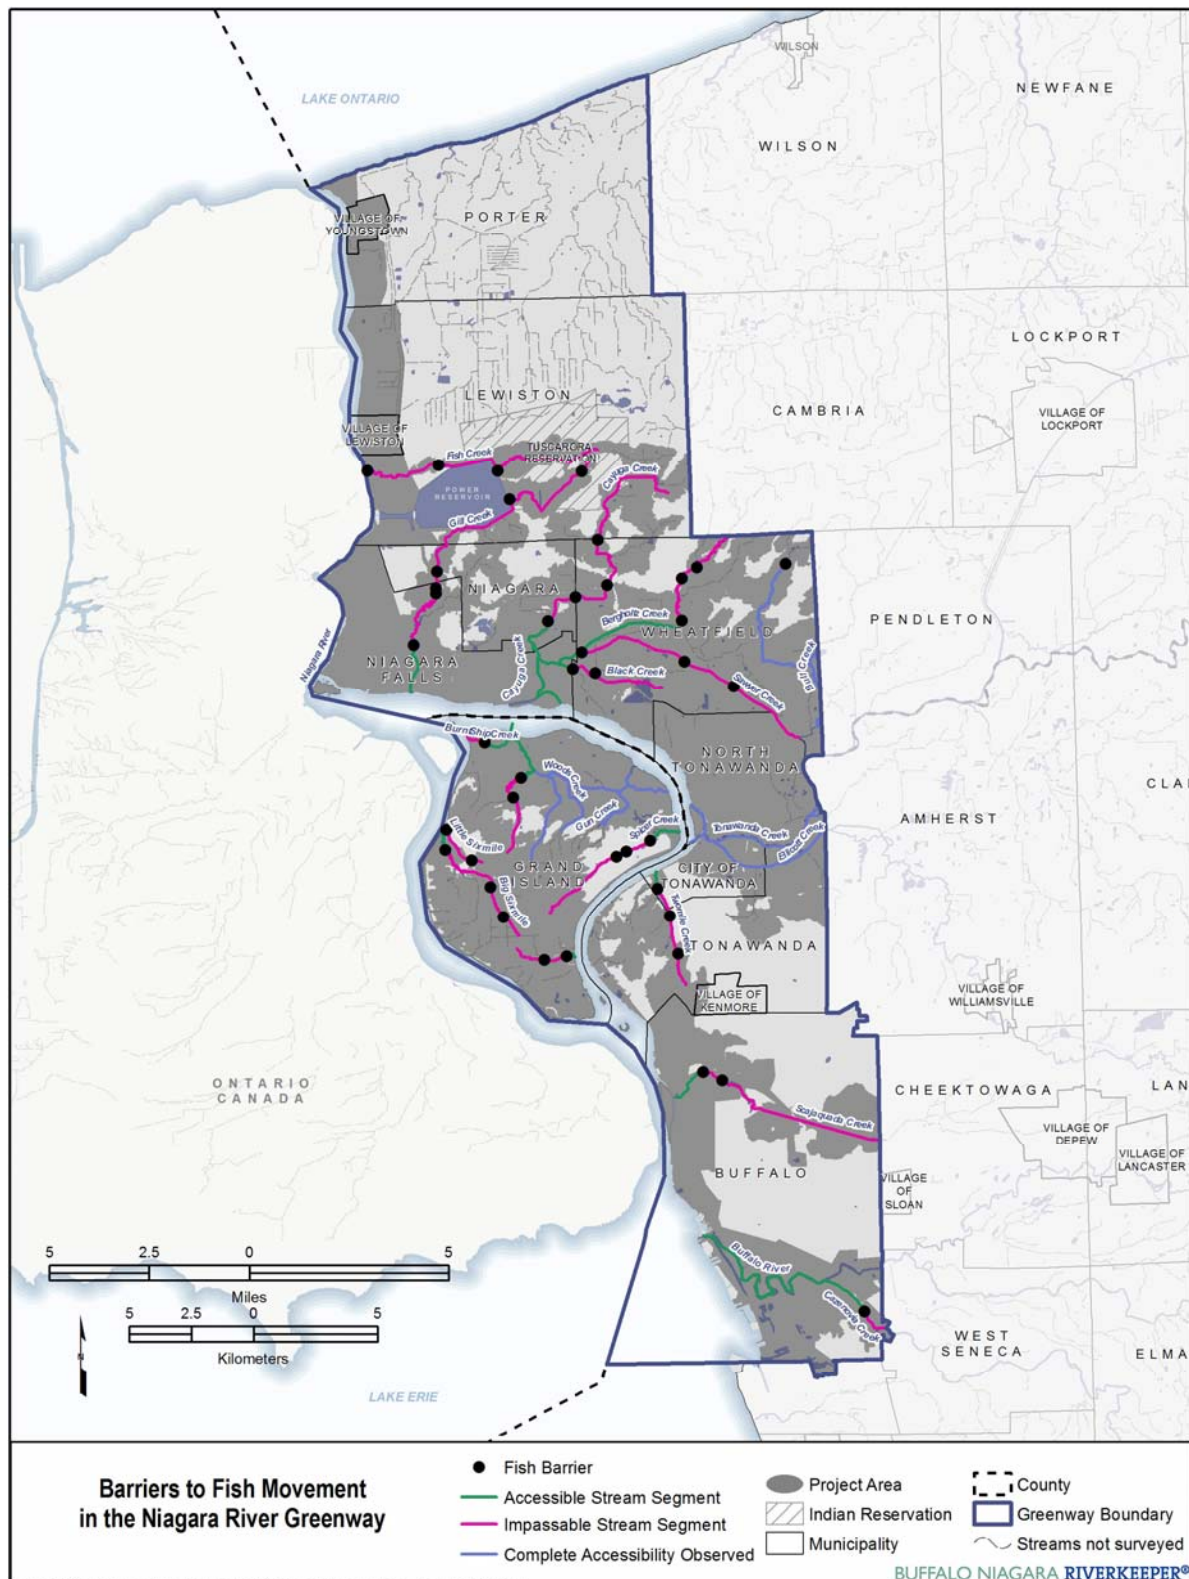 LAKE ONTARIO
WILSON
NEWFANE
WILSON
PORTER
VILLAGE OF
YOUNGSTOWN
LOCKPORT
LEWISTON
CAMBRIA
VILLAGE OF
LOCKPORT
VILLAGE OF
LEWISTON
TUSCARORA
RESERVATION
Fish Creek
Cayuga Creek
POWER
RESERVOIR
Gill Creek
NIAGARA
Bergholtz Creek
WHEATFIELD
PENDLETON
Niagara River
NIAGARA
FALLS
Cayuga Creek
Black Creek
Sawyer Creek
Bull Creek
Burnt Ship Creek
NORTH
TONAWANDA
Woods Creek
Gun Creek
CLA
AMHERST
Little Sixmile
Spicer Creek
Tonawanda Creek
Ellicott Creek
GRAND
ISLAND
CITY OF
TONAWANDA
Big Sixmile
Twomile Creek
TONAWANDA
VILLAGE OF
WILLIAMSVILLE
VILLAGE OF
KENMORE
ONTARIO
CANADA
CHEEKTOWAGA
LAN
Scajaquada Creek
VILLAGE OF
DEPEW
VILLAGE OF
LANCASTER
BUFFALO
VILLAGE
OF
SLOAN
Buffalo River
Cazenovia Creek
5 2.5 0 5
Miles
5 2.5 0 5
Kilometers
N
WEST
SENECA
ELMA
LAKE ERIE
Barriers to Fish Movement
in the Niagara River Greenway
Fish Barrier
Accessible Stream Segment
Impassable Stream Segment
Complete Accessibility Observed
Project Area
Indian Reservation
Municipality
County
Greenway Boundary
Streams not surveyed
BUFFALO NIAGARA RIVERKEEPER®